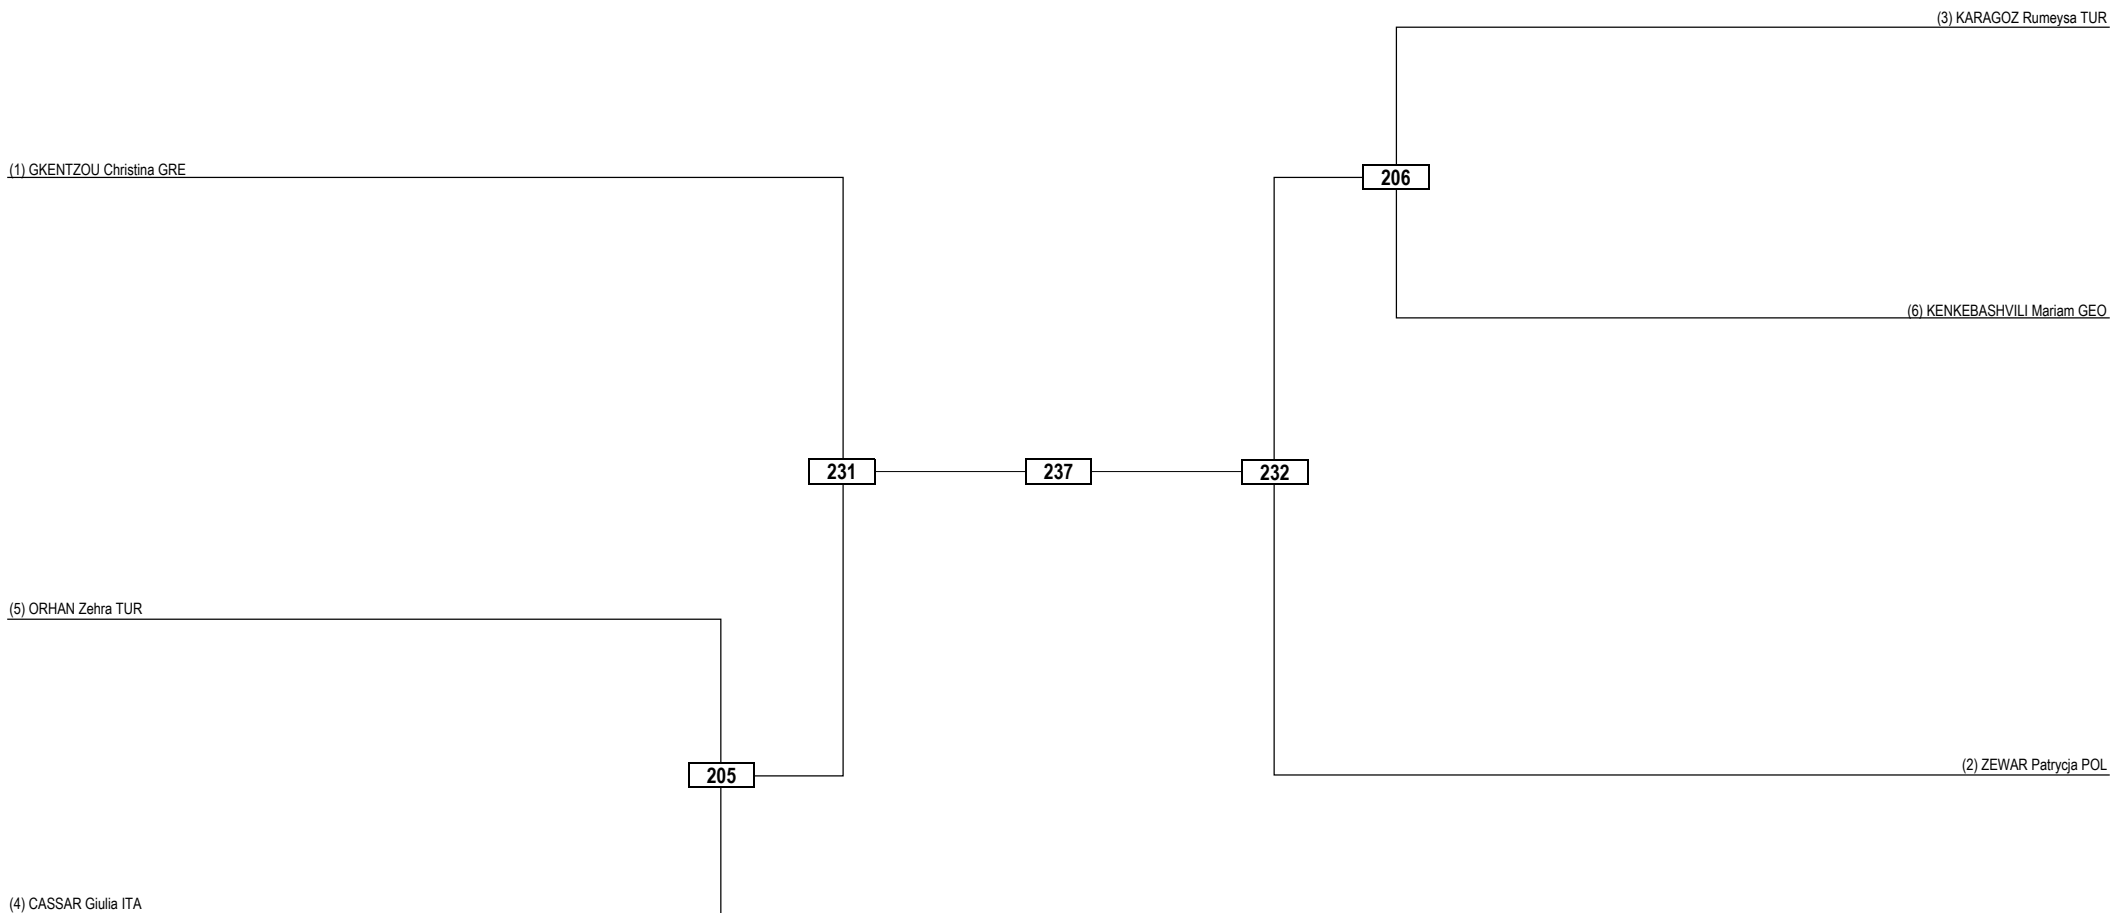 (3) KARAGOZ Rumeysa TUR
(1) GKENTZOU Christina GRE
206
(6) KENKEBASHVILI Mariam GEO
231
237
232
(5) ORHAN Zehra TUR
(2) ZEWAR Patrycja POL
205
(4) CASSAR Giulia ITA